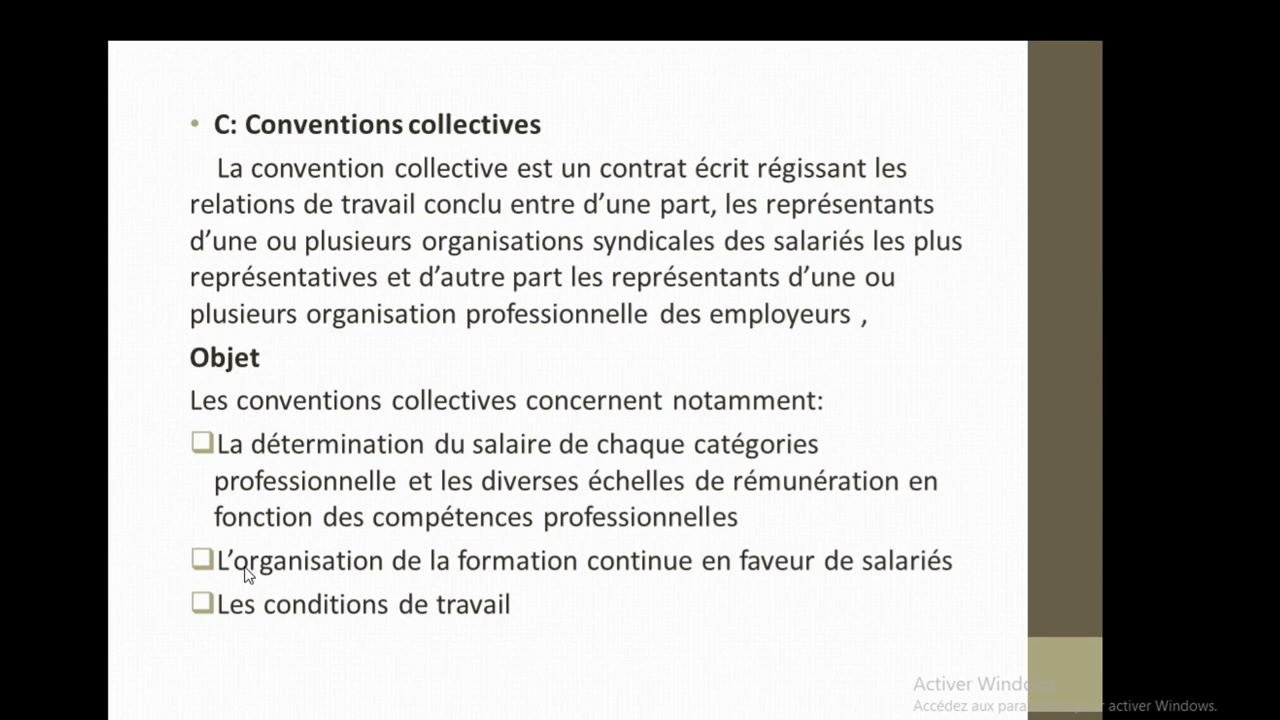 • C: Conventions collectives
La convention collective est un contrat écrit régissant les
relations de travail conclu entre d’une part, les représentants
d’une ou plusieurs organisations syndicales des salariés les plus
représentatives et d’autre part les représentants d’une ou
plusieurs organisation professionnelle des employeurs ,
Objet
Les conventions collectives concernent notamment:
❑La détermination du salaire de chaque catégories
professionnelle et les diverses échelles de rémunération en
fonction des compétences professionnelles
❑L’organisation de la formation continue en faveur de salariés
❑Les conditions de travail
Activer Windows
Accédez aux para activer Windows.